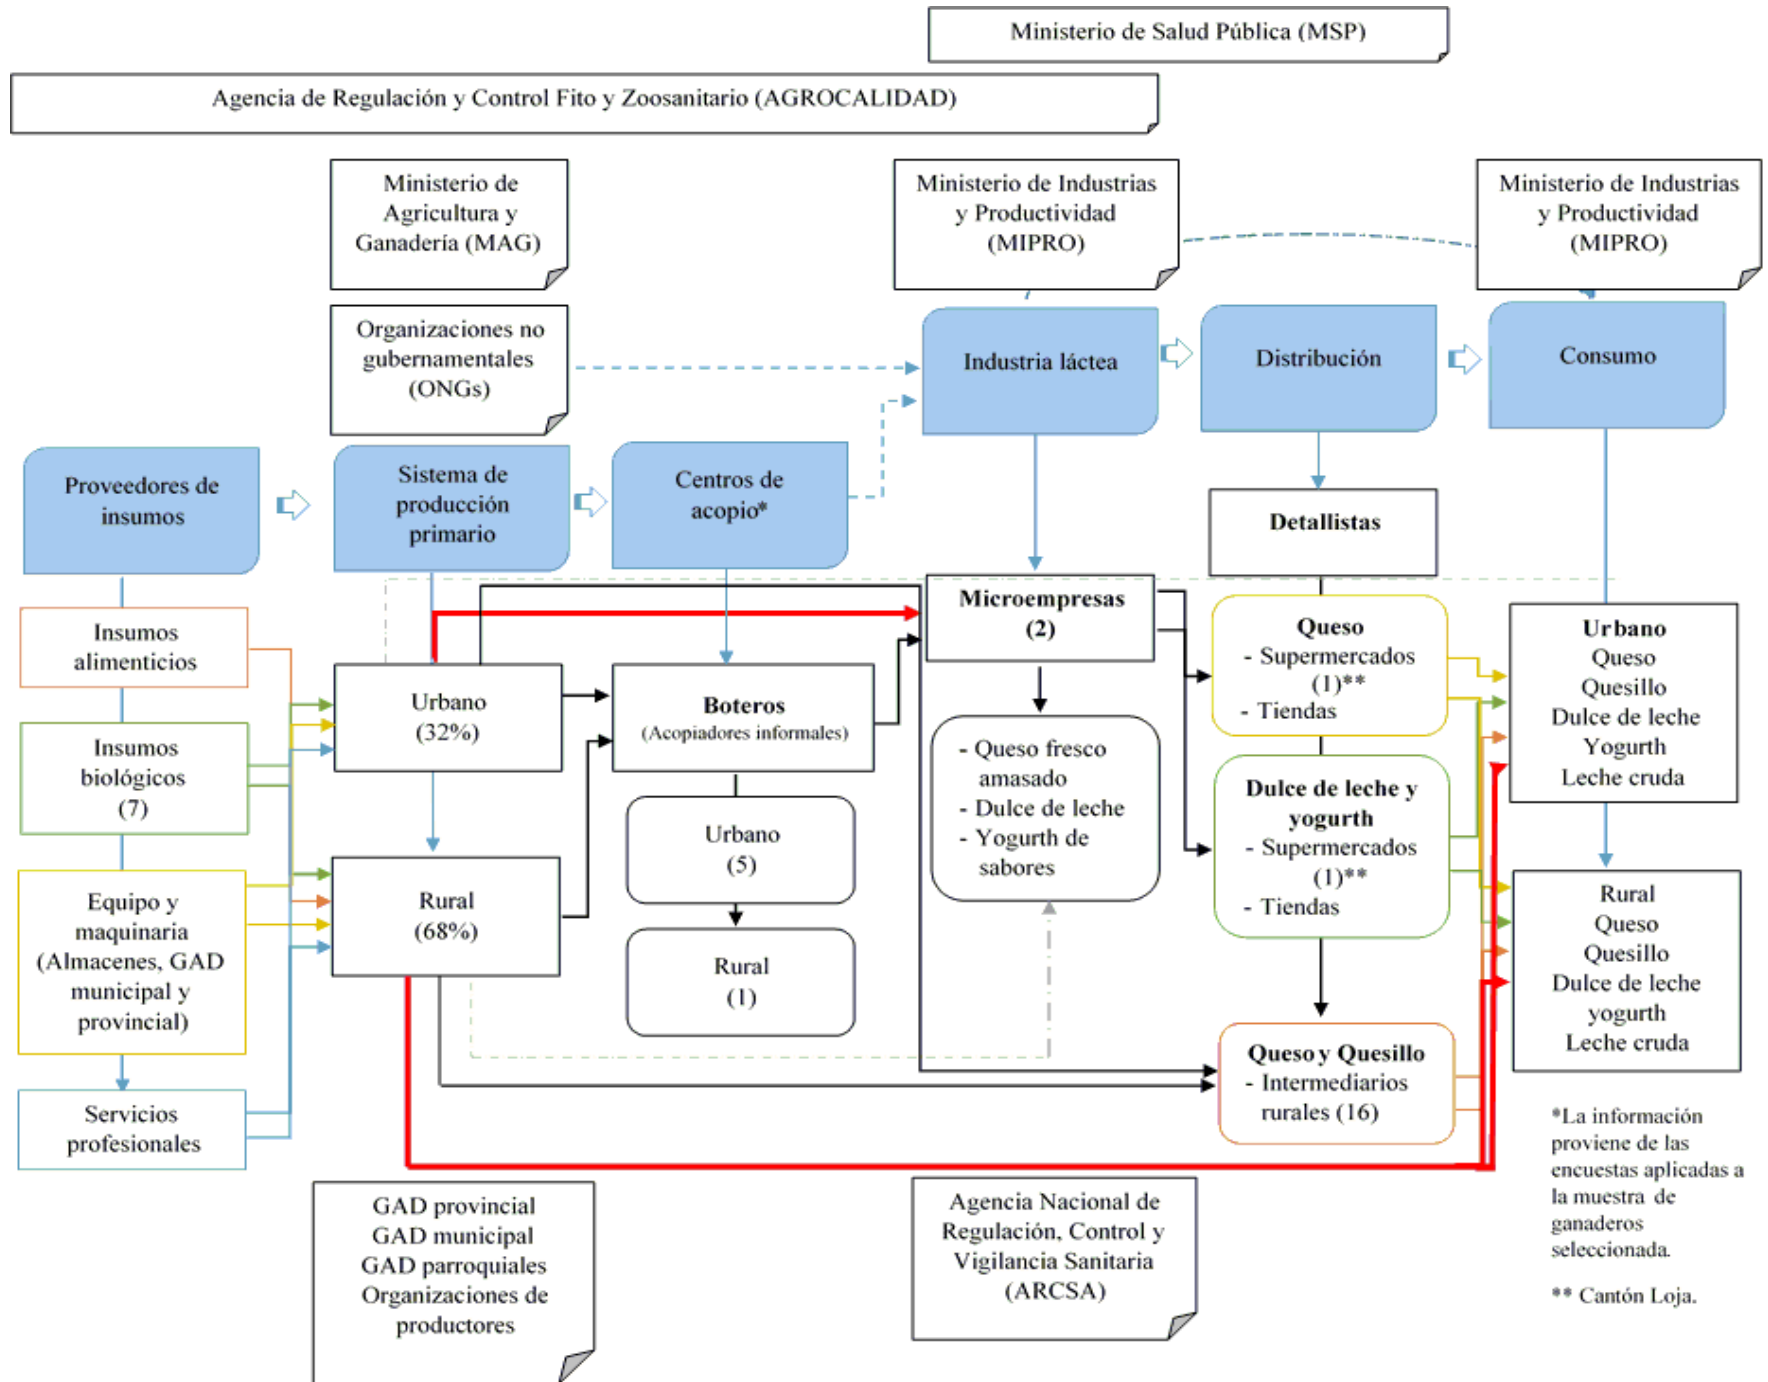 Ministerio de Salud Pública (MSP)
Agencia de Regulación y Control Fito y Zoosanitario (AGROCALIDAD)
Ministerio de
Agricultura y
Ganadería (MAG)
Ministerio de Industrias
y Productividad
(MIPRO)
Ministerio de Industrias
y Productividad
(MIPRO)
Organizaciones no
gubernamentales
(ONGs)
Industria láctea
Distribución
Consumo
Proveedores de
insumos
Sistema de
producción
primario
Centros de
acopio*
Detallistas
Insumos
alimenticios
Insumos
biológicos
(7)
Equipo y
maquinaria
(Almacenes, GAD
municipal y
provincial)
Servicios
profesionales
Urbano
(32%)
Rural
(68%)
Boteros
(Acopiadores informales)
Urbano
(5)
Rural
(1)
Microempresas
(2)
- Queso fresco
amasado
- Dulce de leche
- Yogurth de
sabores
Queso
- Supermercados
(1)**
- Tiendas
Dulce de leche y
yogurth
- Supermercados
(1)**
- Tiendas
Queso y Quesillo
- Intermediarios
rurales (16)
Urbano
Queso
Quesillo
Dulce de leche
Yogurth
Leche cruda
Rural
Queso
Quesillo
Dulce de leche
yogurth
Leche cruda
GAD provincial
GAD municipal
GAD parroquiales
Organizaciones de
productores
Agencia Nacional de
Regulación, Control y
Vigilancia Sanitaria
(ARCSA)
*La información
proviene de las
encuestas aplicadas a
la muestra de
ganaderos
seleccionada.
** Cantón Loja.